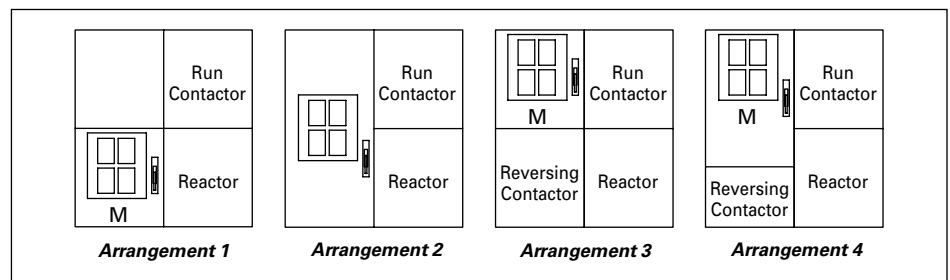 Run
Contactor
M
Reactor
Arrangement 1
Run
Contactor
Reactor
Arrangement 2
M
Run
Contactor
Reversing
Contactor
Reactor
Arrangement 3
M
Run
Contactor
Reversing
Contactor
Reactor
Arrangement 4